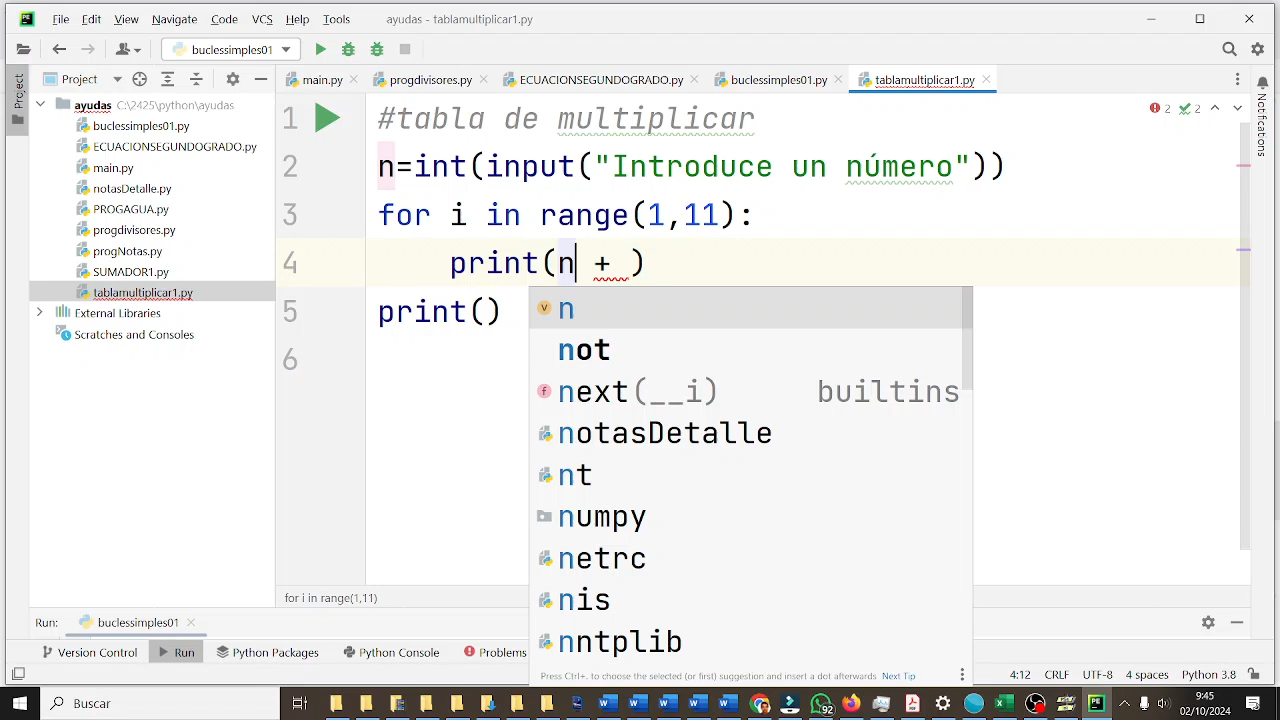 PC File Edit View Navigate Code VCS Help Tools ayudas - tablamultiplicar1.py
buclessimples01
Project main.py progdivisores.py ECUACIONSEGUNDOGRADO.py buclessimples01.py tablamultiplicar1.py
Project
Notifications
ayudas C:\2425\python\ayudas
buclessimples01.py
ECUACIONSEGUNDOGRADO.py
main.py
notasDetalle.py
PROGAGUA.py
progdivisores.py
progNotas.py
SUMADOR1.py
tablamultiplicar1.py
External Libraries
Scratches and Consoles
2 2
1 #tabla de multiplicar
2 n=int(input("Introduce un número"))
3 for i in range(1,11):
4 print(n + )
5 print()
6
n
not
next(__i) builtins
notasDetalle
nt
numpy
netrc
nis
nntplib
Press Ctrl+. to choose the selected (or first) suggestion and insert a dot afterwards Next Tip
for i in range(1,11)
Run: buclessimples01
Version Control Run Python Packages Python Console Problems
4:12 CRLF UTF-8 4 spaces Python 3.8
Buscar
92
9:45
02/10/2024